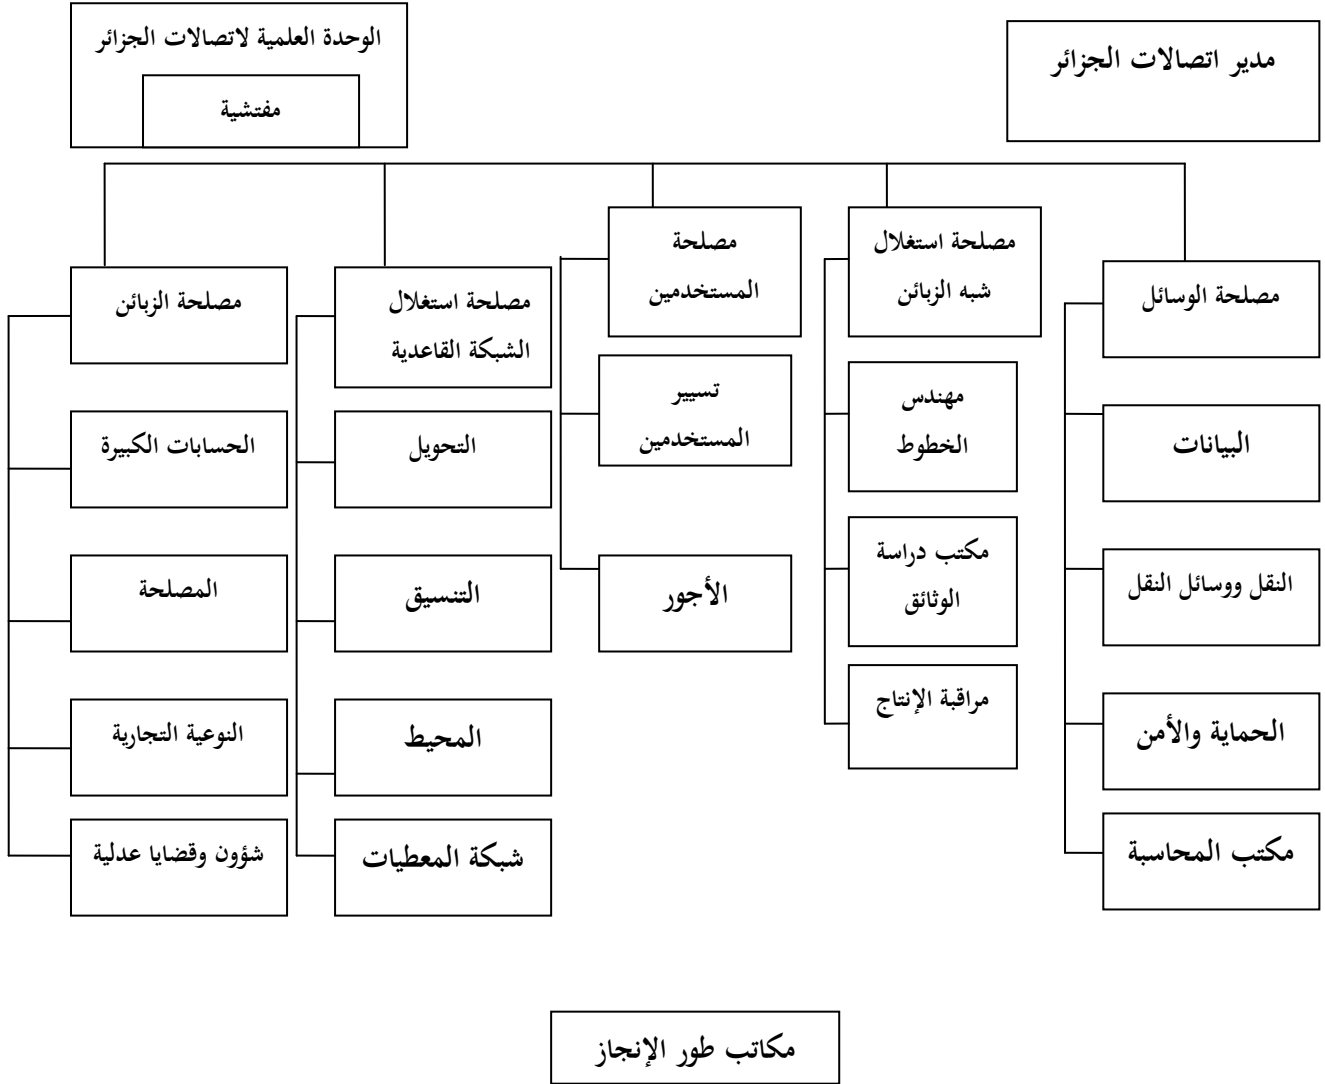 مدير اتصالات الجزائر
الوحدة العلمية لاتصالات الجزائر
مفتشية
مصلحة الوسائل
البيانات
النقل ووسائل النقل
الحماية والأمن
مكتب المحاسبة
مصلحة استغلال
شبه الزبائن
مهندس
الخطوط
مكتب دراسة
الوثائق
مراقبة الإنتاج
مصلحة
المستخدمين
تسيير
المستخدمين
الأجور
مصلحة استغلال
الشبكة القاعدية
التحويل
التنسيق
المحيط
شبكة المعطيات
مصلحة الزبائن
الحسابات الكبيرة
المصلحة
النوعية التجارية
شؤون وقضايا عدلية
مكاتب طور الإنجاز